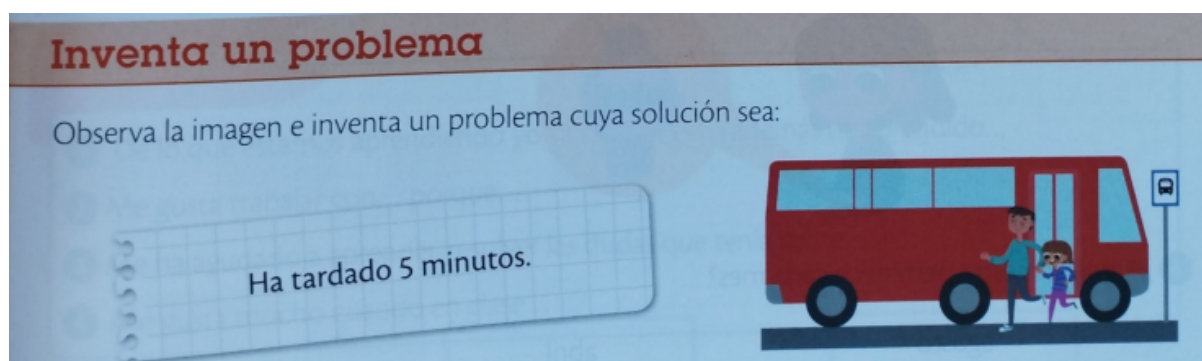 Inventa un problema
Observa la imagen e inventa un problema cuya solución sea:
Ha tardado 5 minutos.